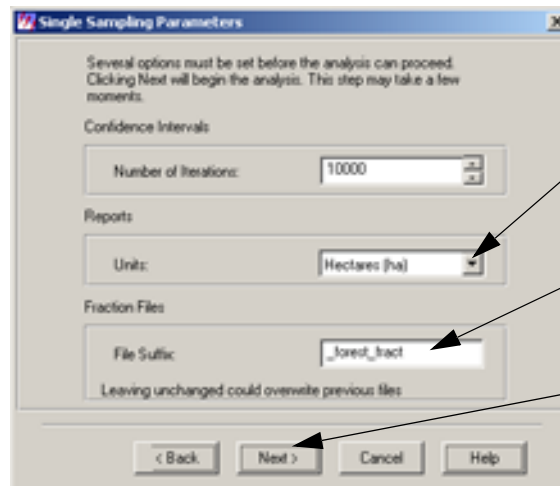 Single Sampling Parameters
Several options must be set before the analysis can proceed.
Clicking Next will begin the analysis. This step may take a few
moments.
Confidence Intervals
Number of Iterations:
10000
Reports
Units:
Hectares (ha)
Fraction Files
File Suffix:
_forest_fract
Leaving unchanged could overwrite previous files
< Back
Next >
Cancel
Help